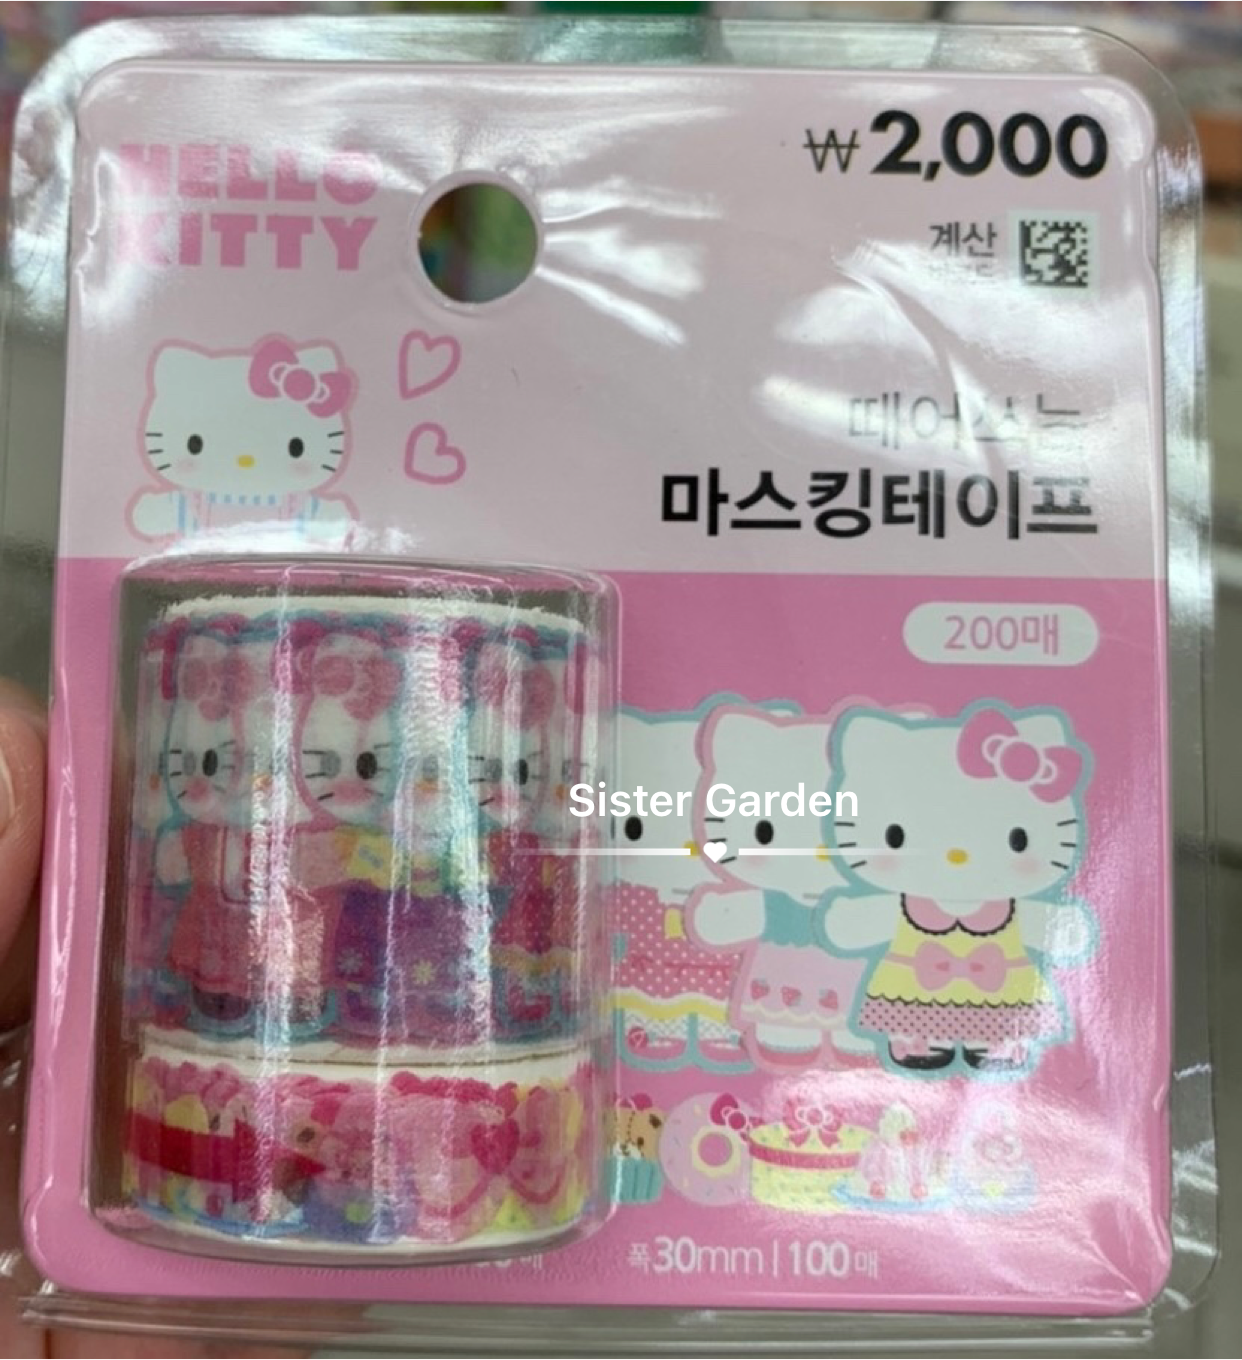 HELLO
KITTY
₩2,000
계산
떼어쓰는
마스킹테이프
200매
Sister Garden
폭30mm | 100매